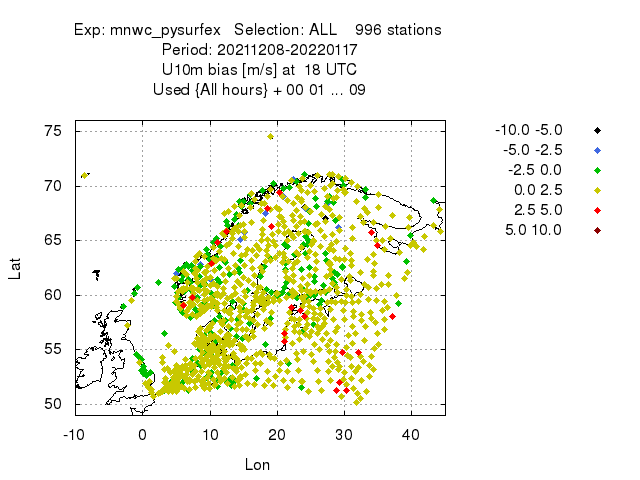 Exp: mnwc_pysurfex   Selection: ALL    996 stations
Period: 20211208-20220117
U10m bias [m/s] at  18 UTC
Used {All hours} + 00 01 ... 09
-10.0 -5.0
-5.0 -2.5
-2.5 0.0
0.0 2.5
2.5 5.0
5.0 10.0
75
70
65
60
55
50
Lat
-10 0 10 20 30 40
Lon